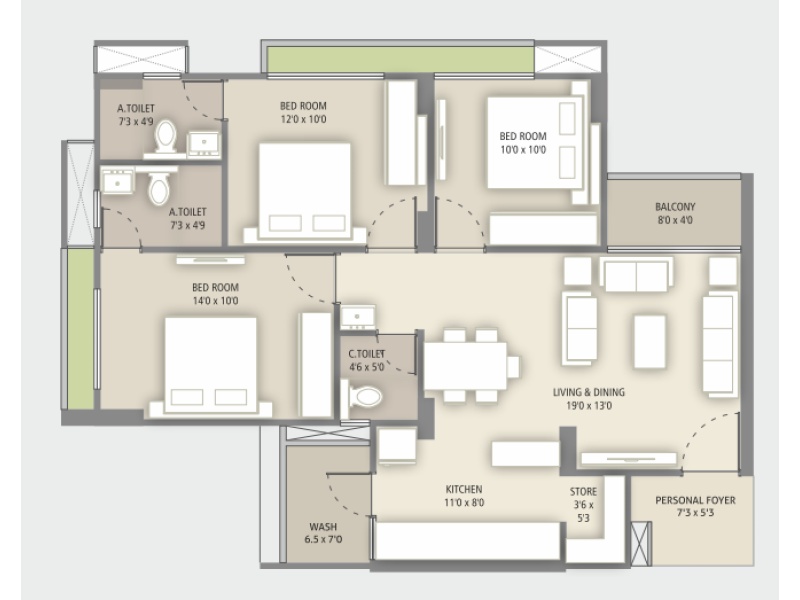 A.TOILET
7'3 x 4'9
BED ROOM
12'0 x 10'0
BED ROOM
10'0 x 10'0
A.TOILET
7'3 x 4'9
BALCONY
8'0 x 4'0
BED ROOM
14'0 x 10'0
C.TOILET
4'6 x 5'0
LIVING & DINING
19'0 x 13'0
KITCHEN
11'0 x 8'0
STORE
3'6 x
5'3
PERSONAL FOYER
7'3 x 5'3
WASH
6.5 x 7'0